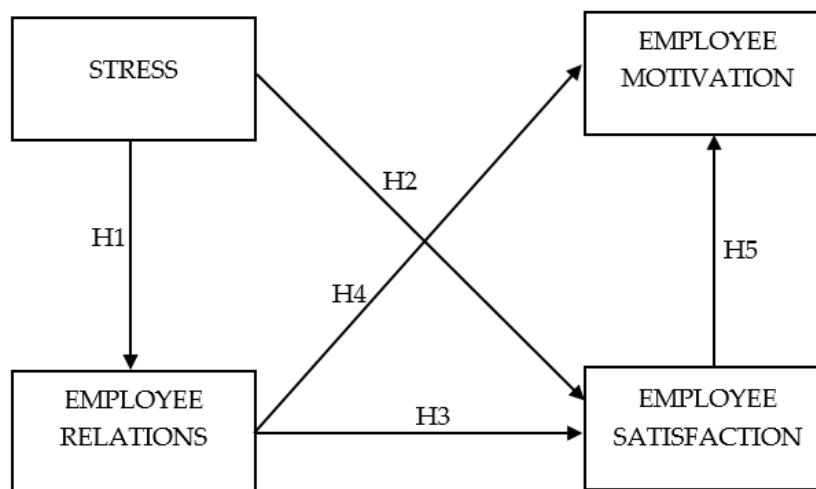 STRESS
EMPLOYEE
MOTIVATION
H2
H1
H5
H4
EMPLOYEE
RELATIONS
H3
EMPLOYEE
SATISFACTION